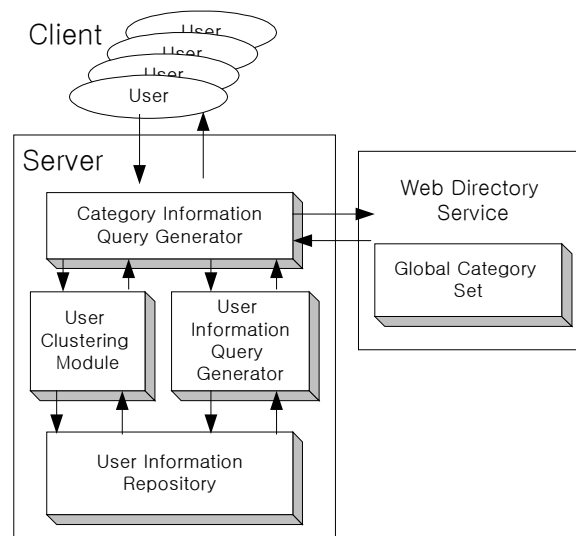 Client
User
User
User
User
Server
Category Information
Query Generator
Web Directory
Service
Global Category
Set
User
Clustering
Module
User
Information
Query
Generator
User Information
Repository